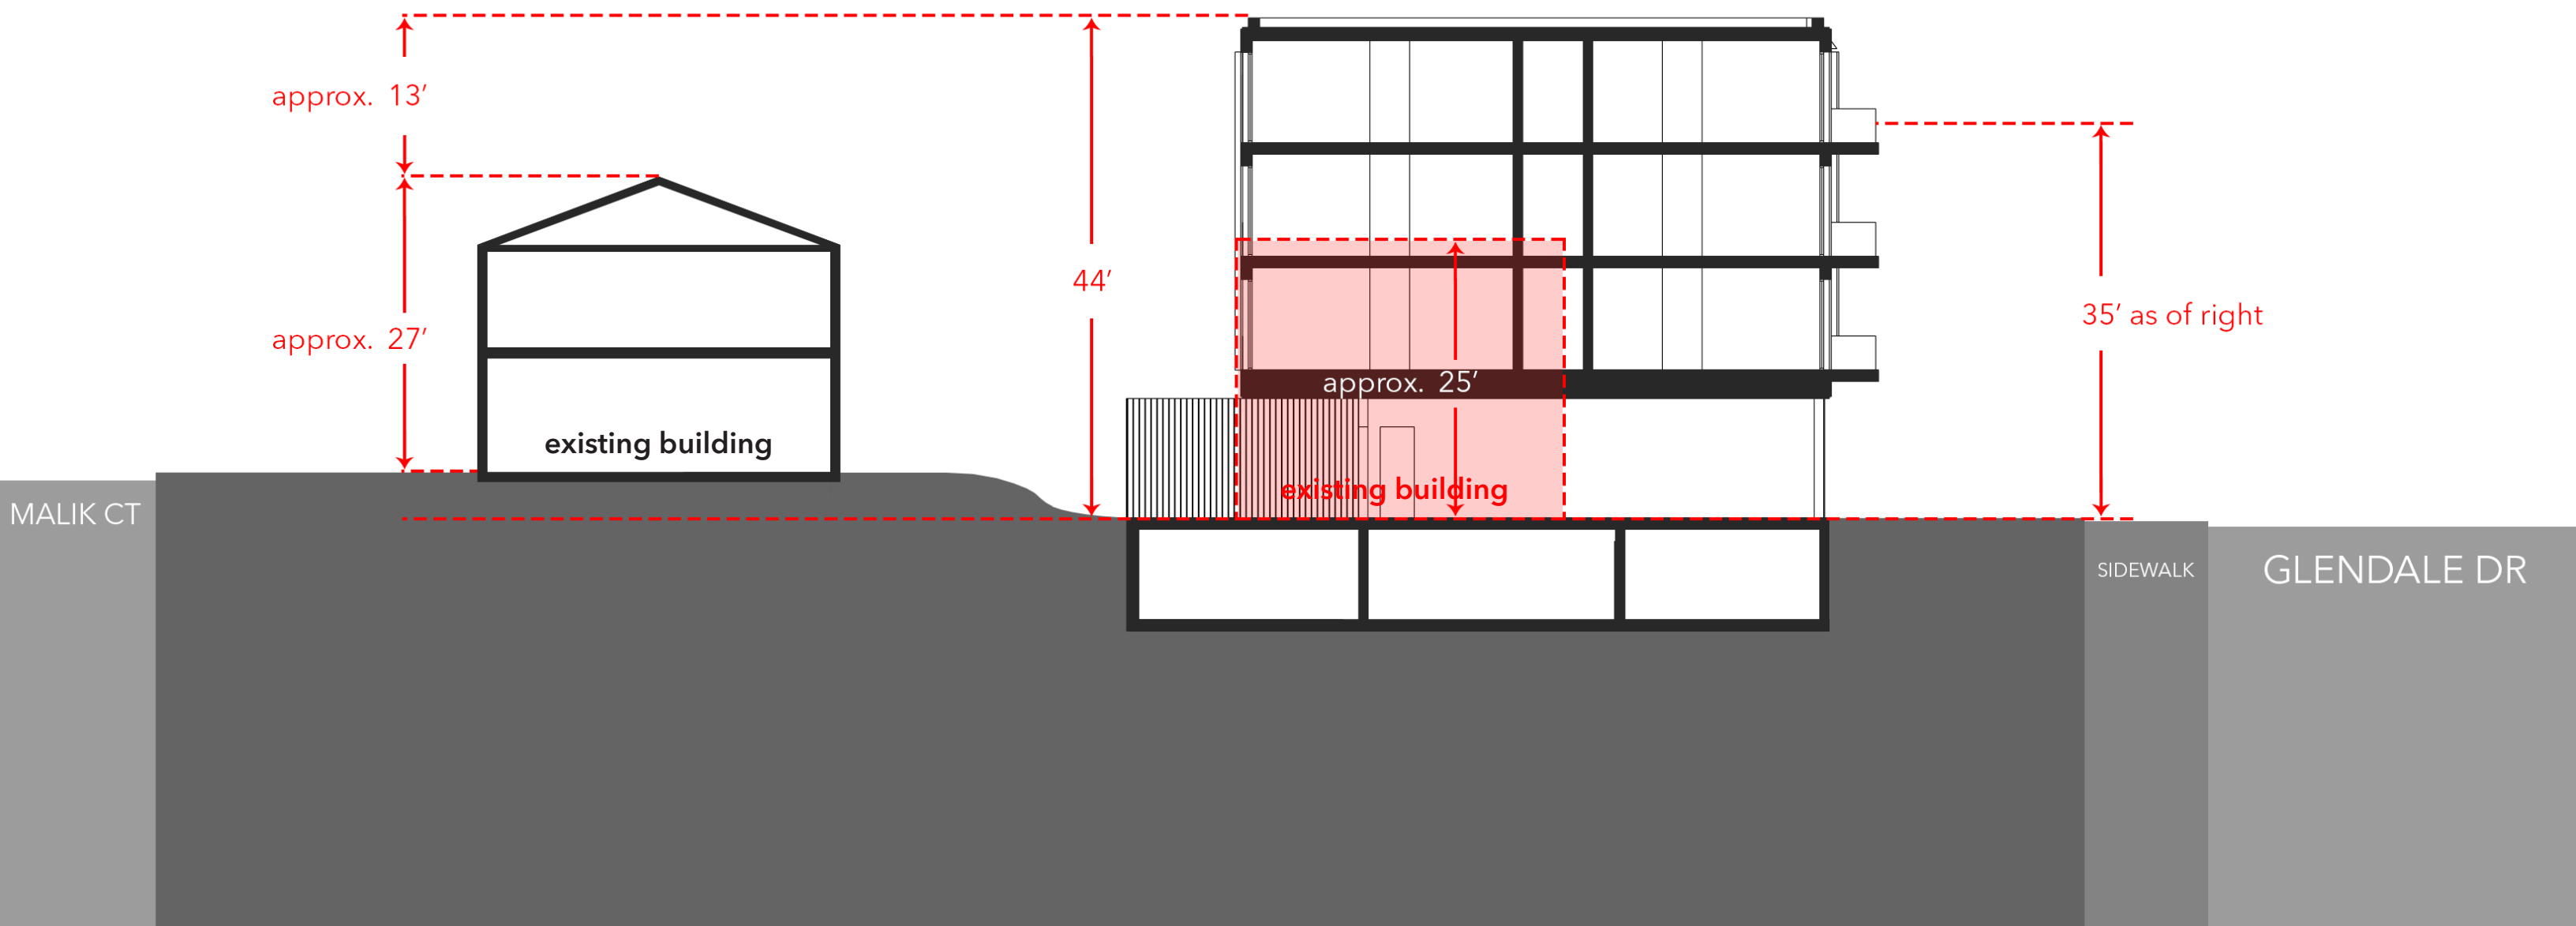 approx. 13′
approx. 27′
existing building
44′
approx. 25′
existing building
35′ as of right
MALIK CT
SIDEWALK
GLENDALE DR